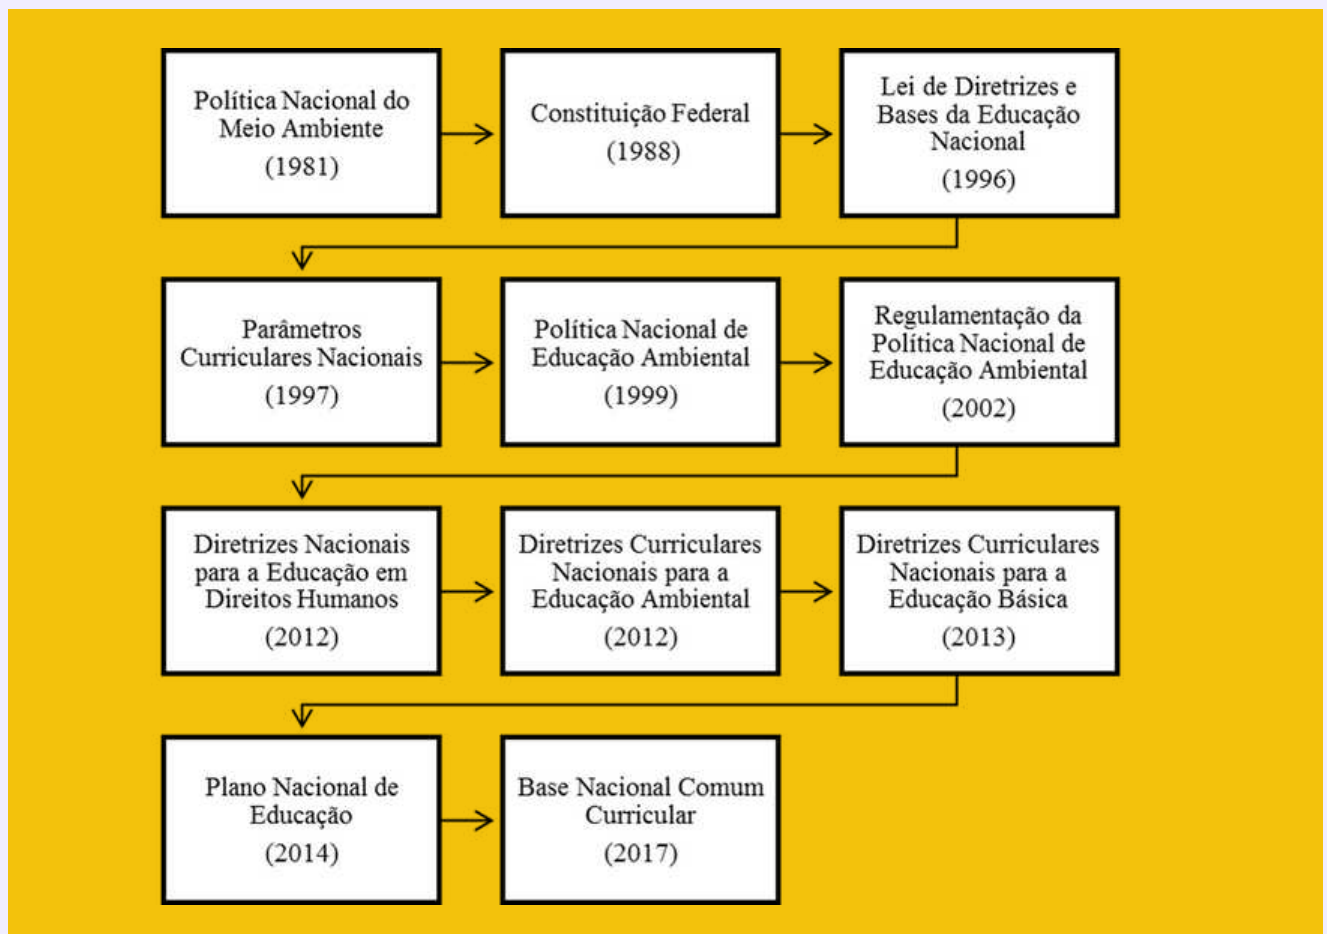 Política Nacional do
Meio Ambiente
(1981)
Constituição Federal
(1988)
Lei de Diretrizes e
Bases da Educação
Nacional
(1996)
Parâmetros
Curriculares Nacionais
(1997)
Política Nacional de
Educação Ambiental
(1999)
Regulamentação da
Política Nacional de
Educação Ambiental
(2002)
Diretrizes Nacionais
para a Educação em
Direitos Humanos
(2012)
Diretrizes Curriculares
Nacionais para a
Educação Ambiental
(2012)
Diretrizes Curriculares
Nacionais para a
Educação Básica
(2013)
Plano Nacional de
Educação
(2014)
Base Nacional Comum
Curricular
(2017)